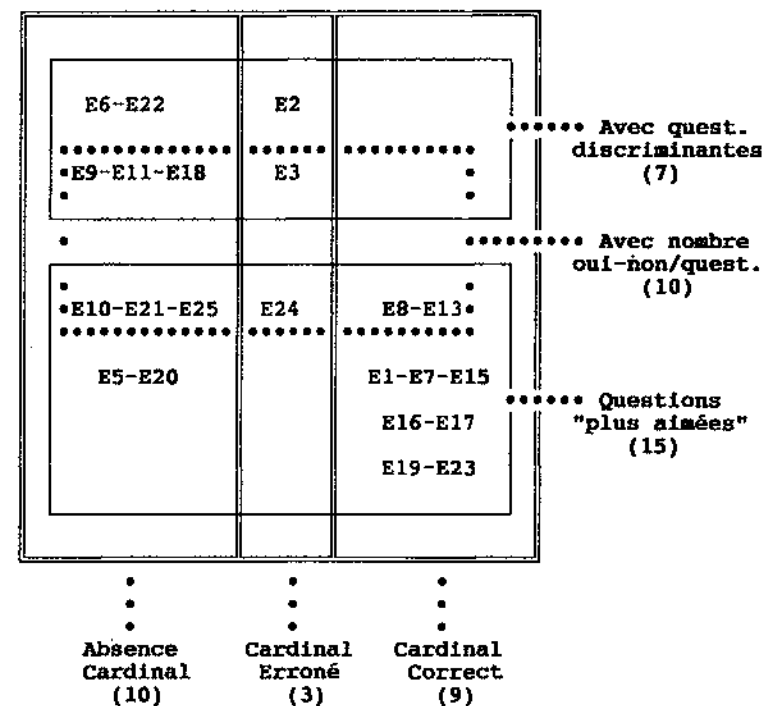 E6-E22 E2
Avec quest.
discriminantes
(7)
E9-E11-E18 E3
Avec nombre
oui-non/quest.
(10)
E10-E21-E25 E24 E8-E13
E5-E20 E1-E7-E15
Questions
"plus aimées"
(15)
E16-E17
E19-E23
Absence Cardinal Cardinal
Cardinal Erroné Correct
(10) (3) (9)